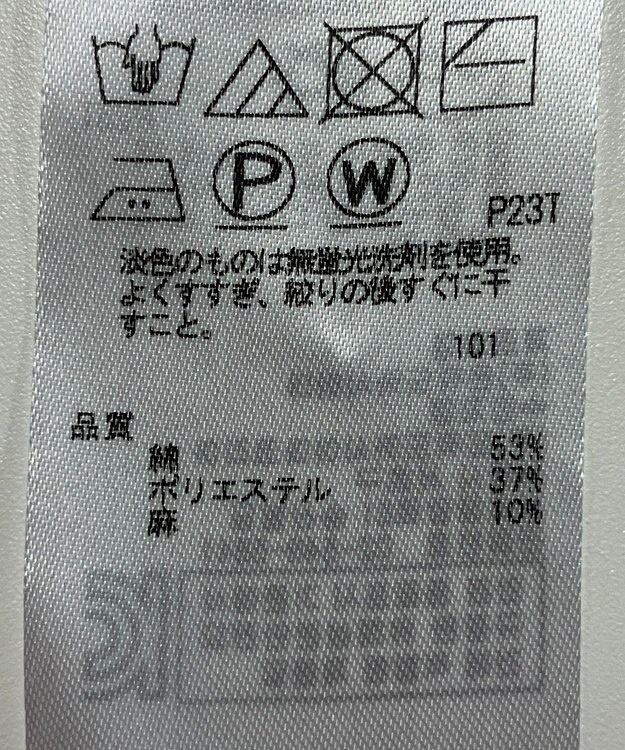 P
W
P23T
淡色のものは無蛍光洗剤を使用。
よくすすぎ、絞りの後すぐに干
すこと。
101
品質
綿 53%
ポリエステル 37%
麻 10%